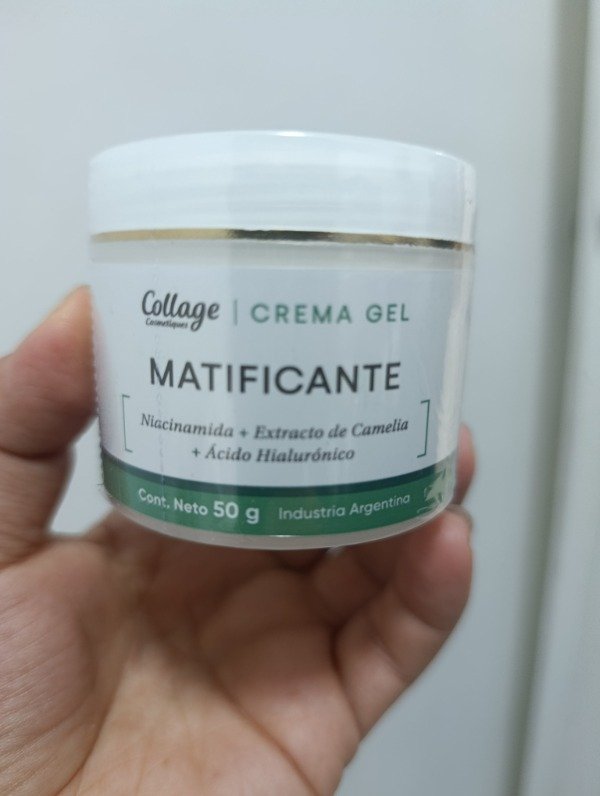 Collage | CREMA GEL
Cosmetiques
MATIFICANTE
Niacinamida + Extracto de Camelia
+ Ácido Hialurónico
Cont. Neto 50 g Industria Argentina